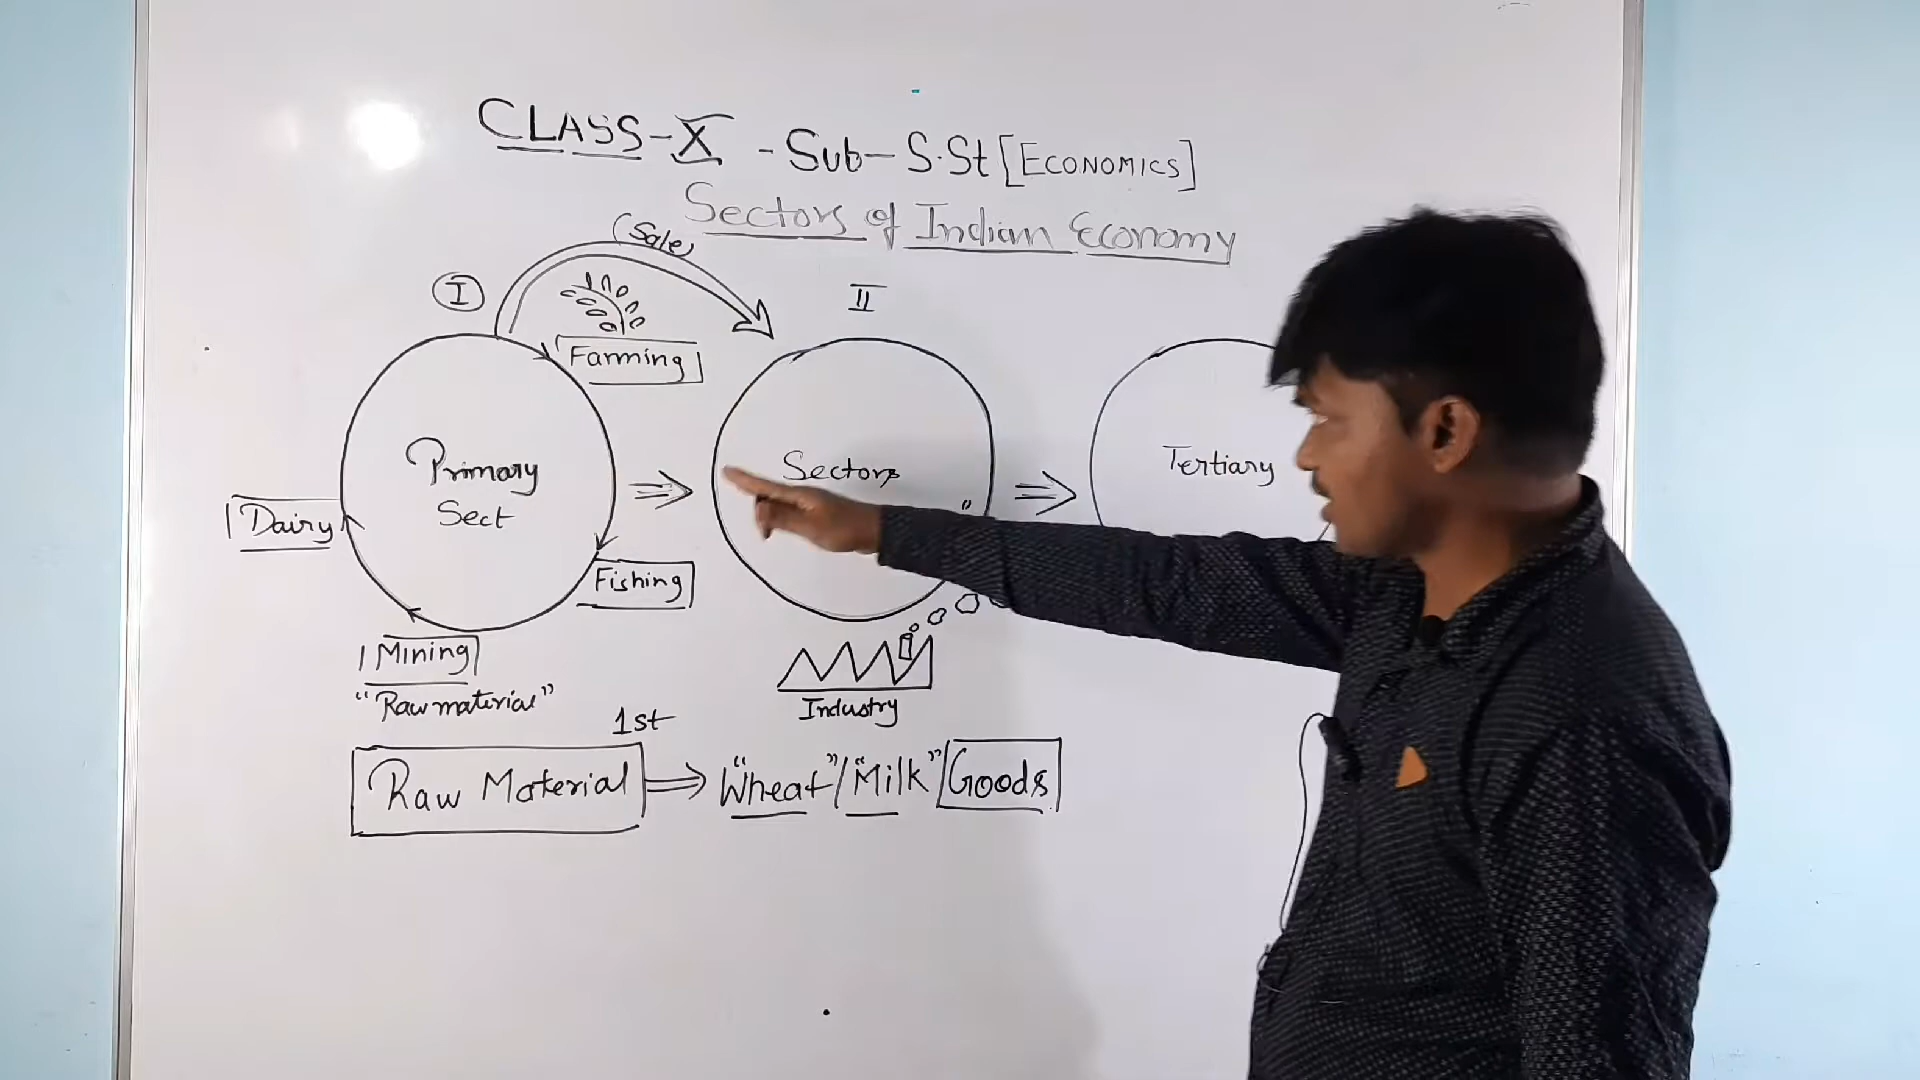 CLASS-X - Sub- S.St [ECONOMICS]
Sectors of Indian Economy
(Sale)
I
II
Farming
Primary
Sect
Sectors
Tertiary
Dairy
Fishing
Mining
"Raw material"
Industry
1st
Raw Material ⇒ "Wheat"/"Milk"/Goods